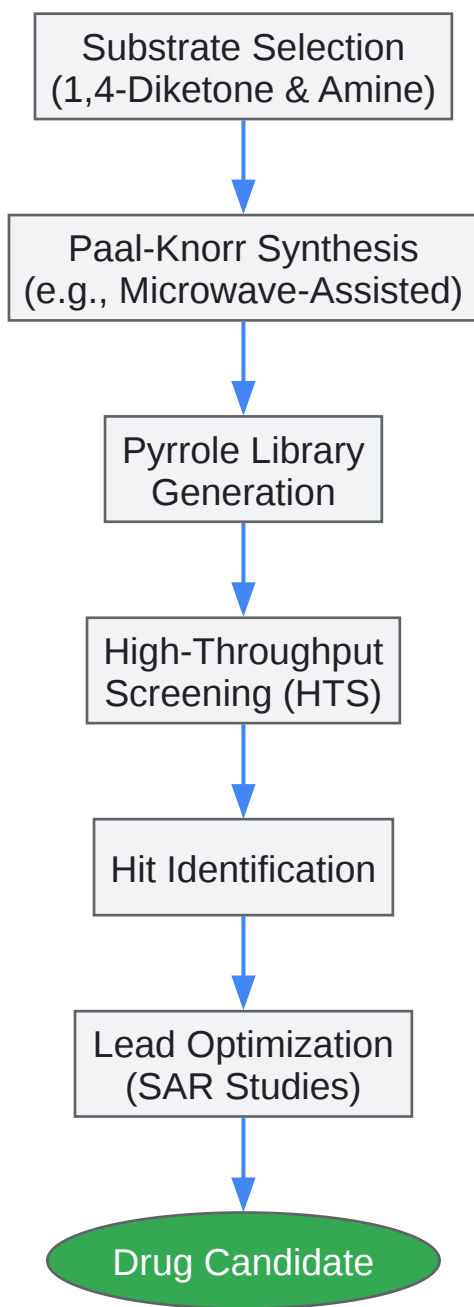 Substrate Selection
(1,4-Diketone & Amine)
Paal-Knorr Synthesis
(e.g., Microwave-Assisted)
Pyrrole Library
Generation
High-Throughput
Screening (HTS)
Hit Identification
Lead Optimization
(SAR Studies)
Drug Candidate